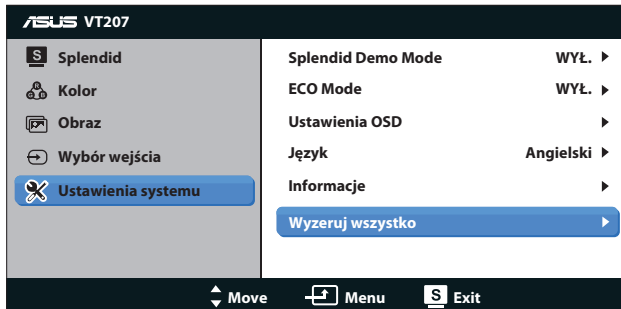 ASUS VT207
S Splendid
Kolor
Obraz
Wybór wejścia
Ustawienia systemu
Splendid Demo Mode WYŁ.
ECO Mode WYŁ.
Ustawienia OSD
Język Angielski
Informacje
Wyzeruj wszystko
Move Menu S Exit